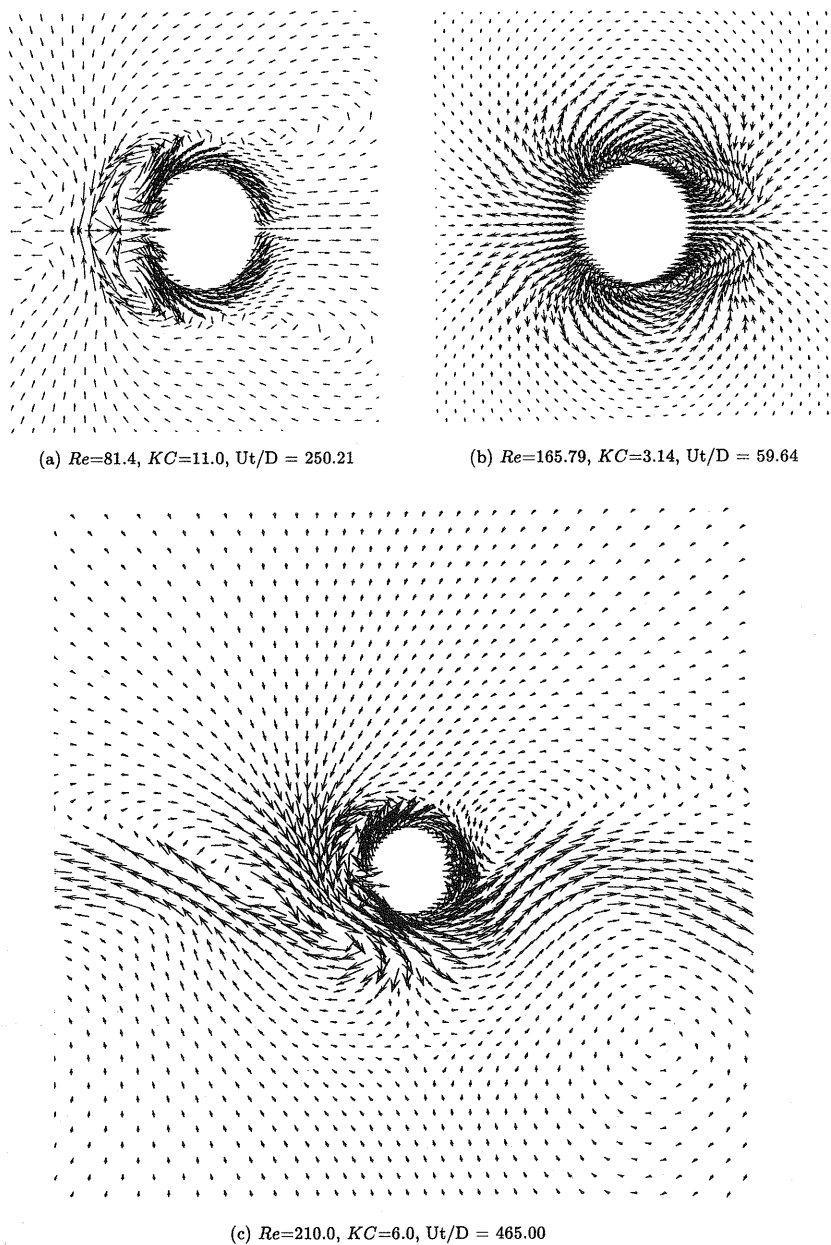 (a) Re=81.4, KC=11.0, Ut/D = 250.21
(b) Re=165.79, KC=3.14, Ut/D = 59.64
(c) Re=210.0, KC=6.0, Ut/D = 465.00